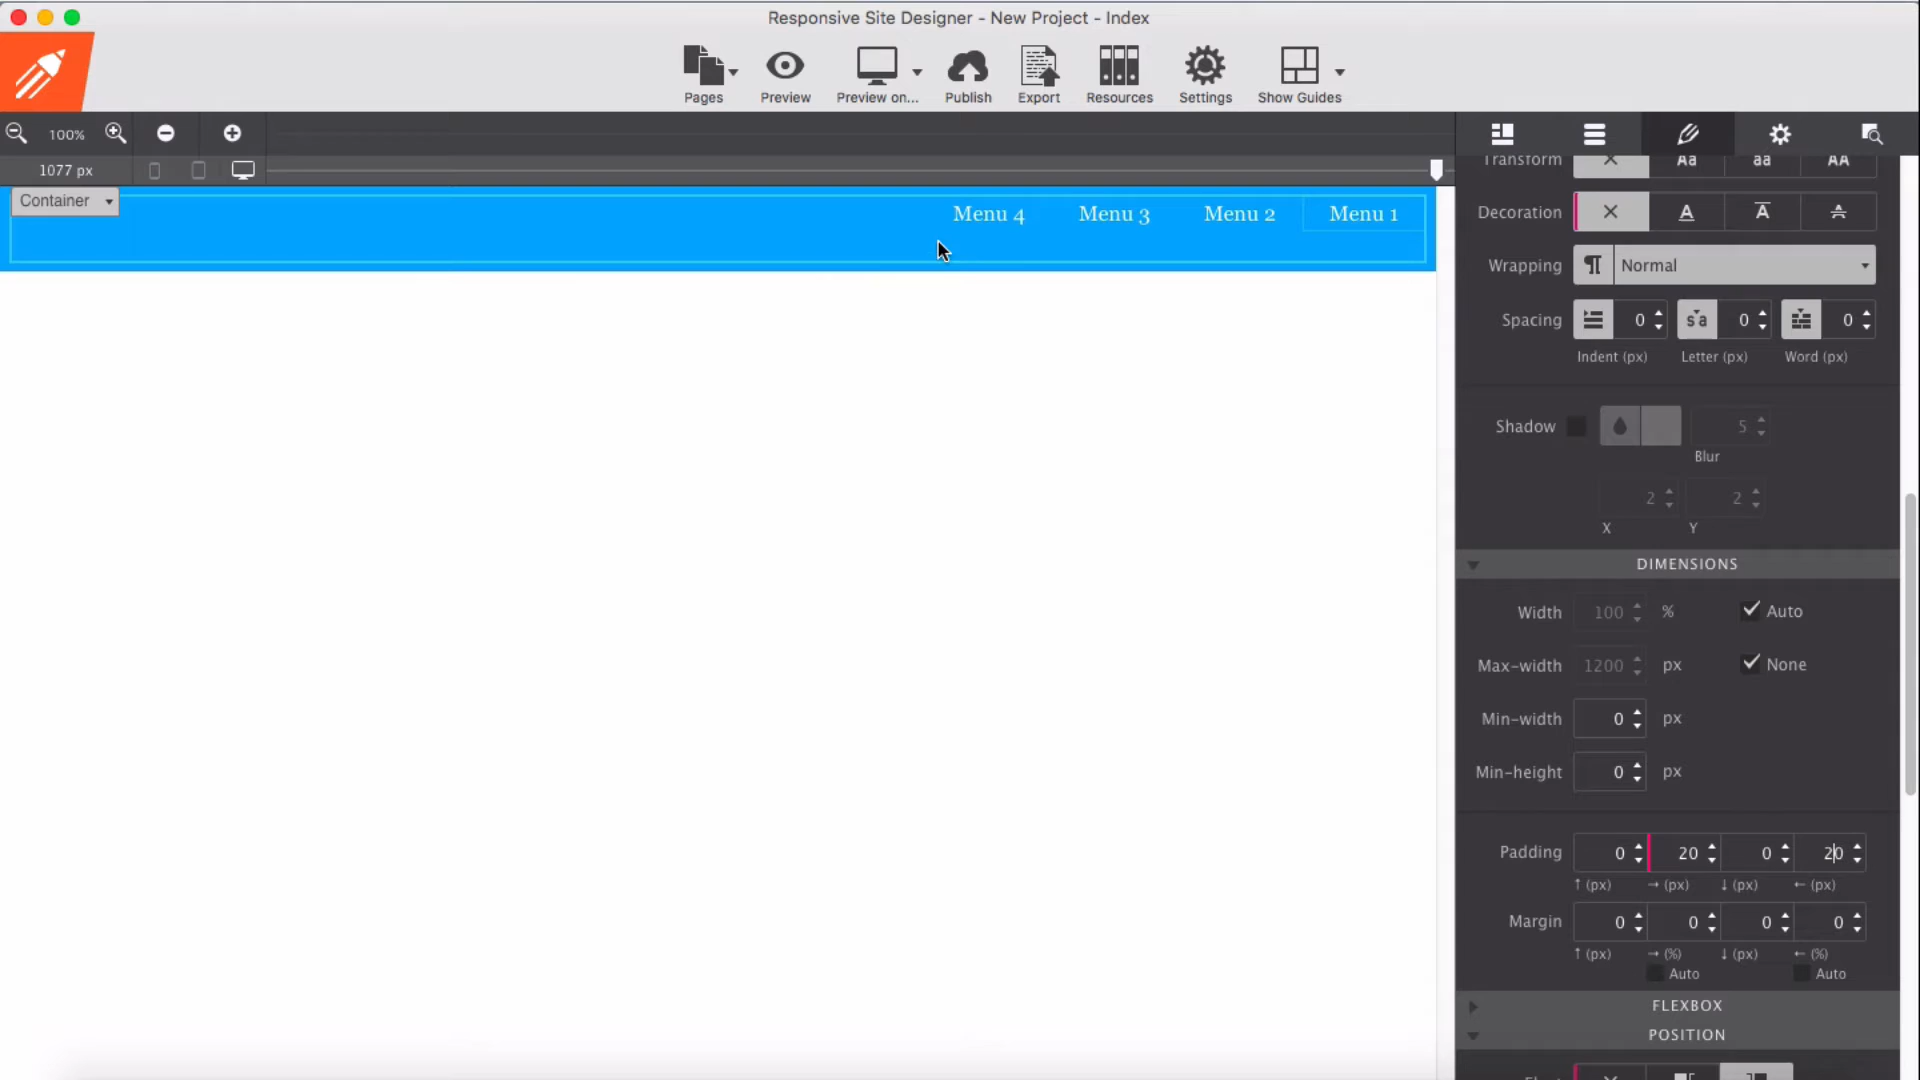 Responsive Site Designer - New Project - Index
Pages
Preview
Preview on...
Publish
Export
Resources
Settings
Show Guides
100%
1077 px
Container
Menu 4
Menu 3
Menu 2
Menu 1
Transform
Aa
aa
AA
Decoration
A
A
A
Wrapping
Normal
Spacing
0
sa
0
0
Indent (px)
Letter (px)
Word (px)
Shadow
5
Blur
2
2
X
Y
DIMENSIONS
Width
100
%
Auto
Max-width
1200
px
None
Min-width
0
px
Min-height
0
px
Padding
0
20
0
20
↑ (px)
→ (px)
↓ (px)
← (px)
Margin
0
0
0
0
↑ (px)
→ (%)
↓ (px)
← (%)
Auto
Auto
FLEXBOX
POSITION